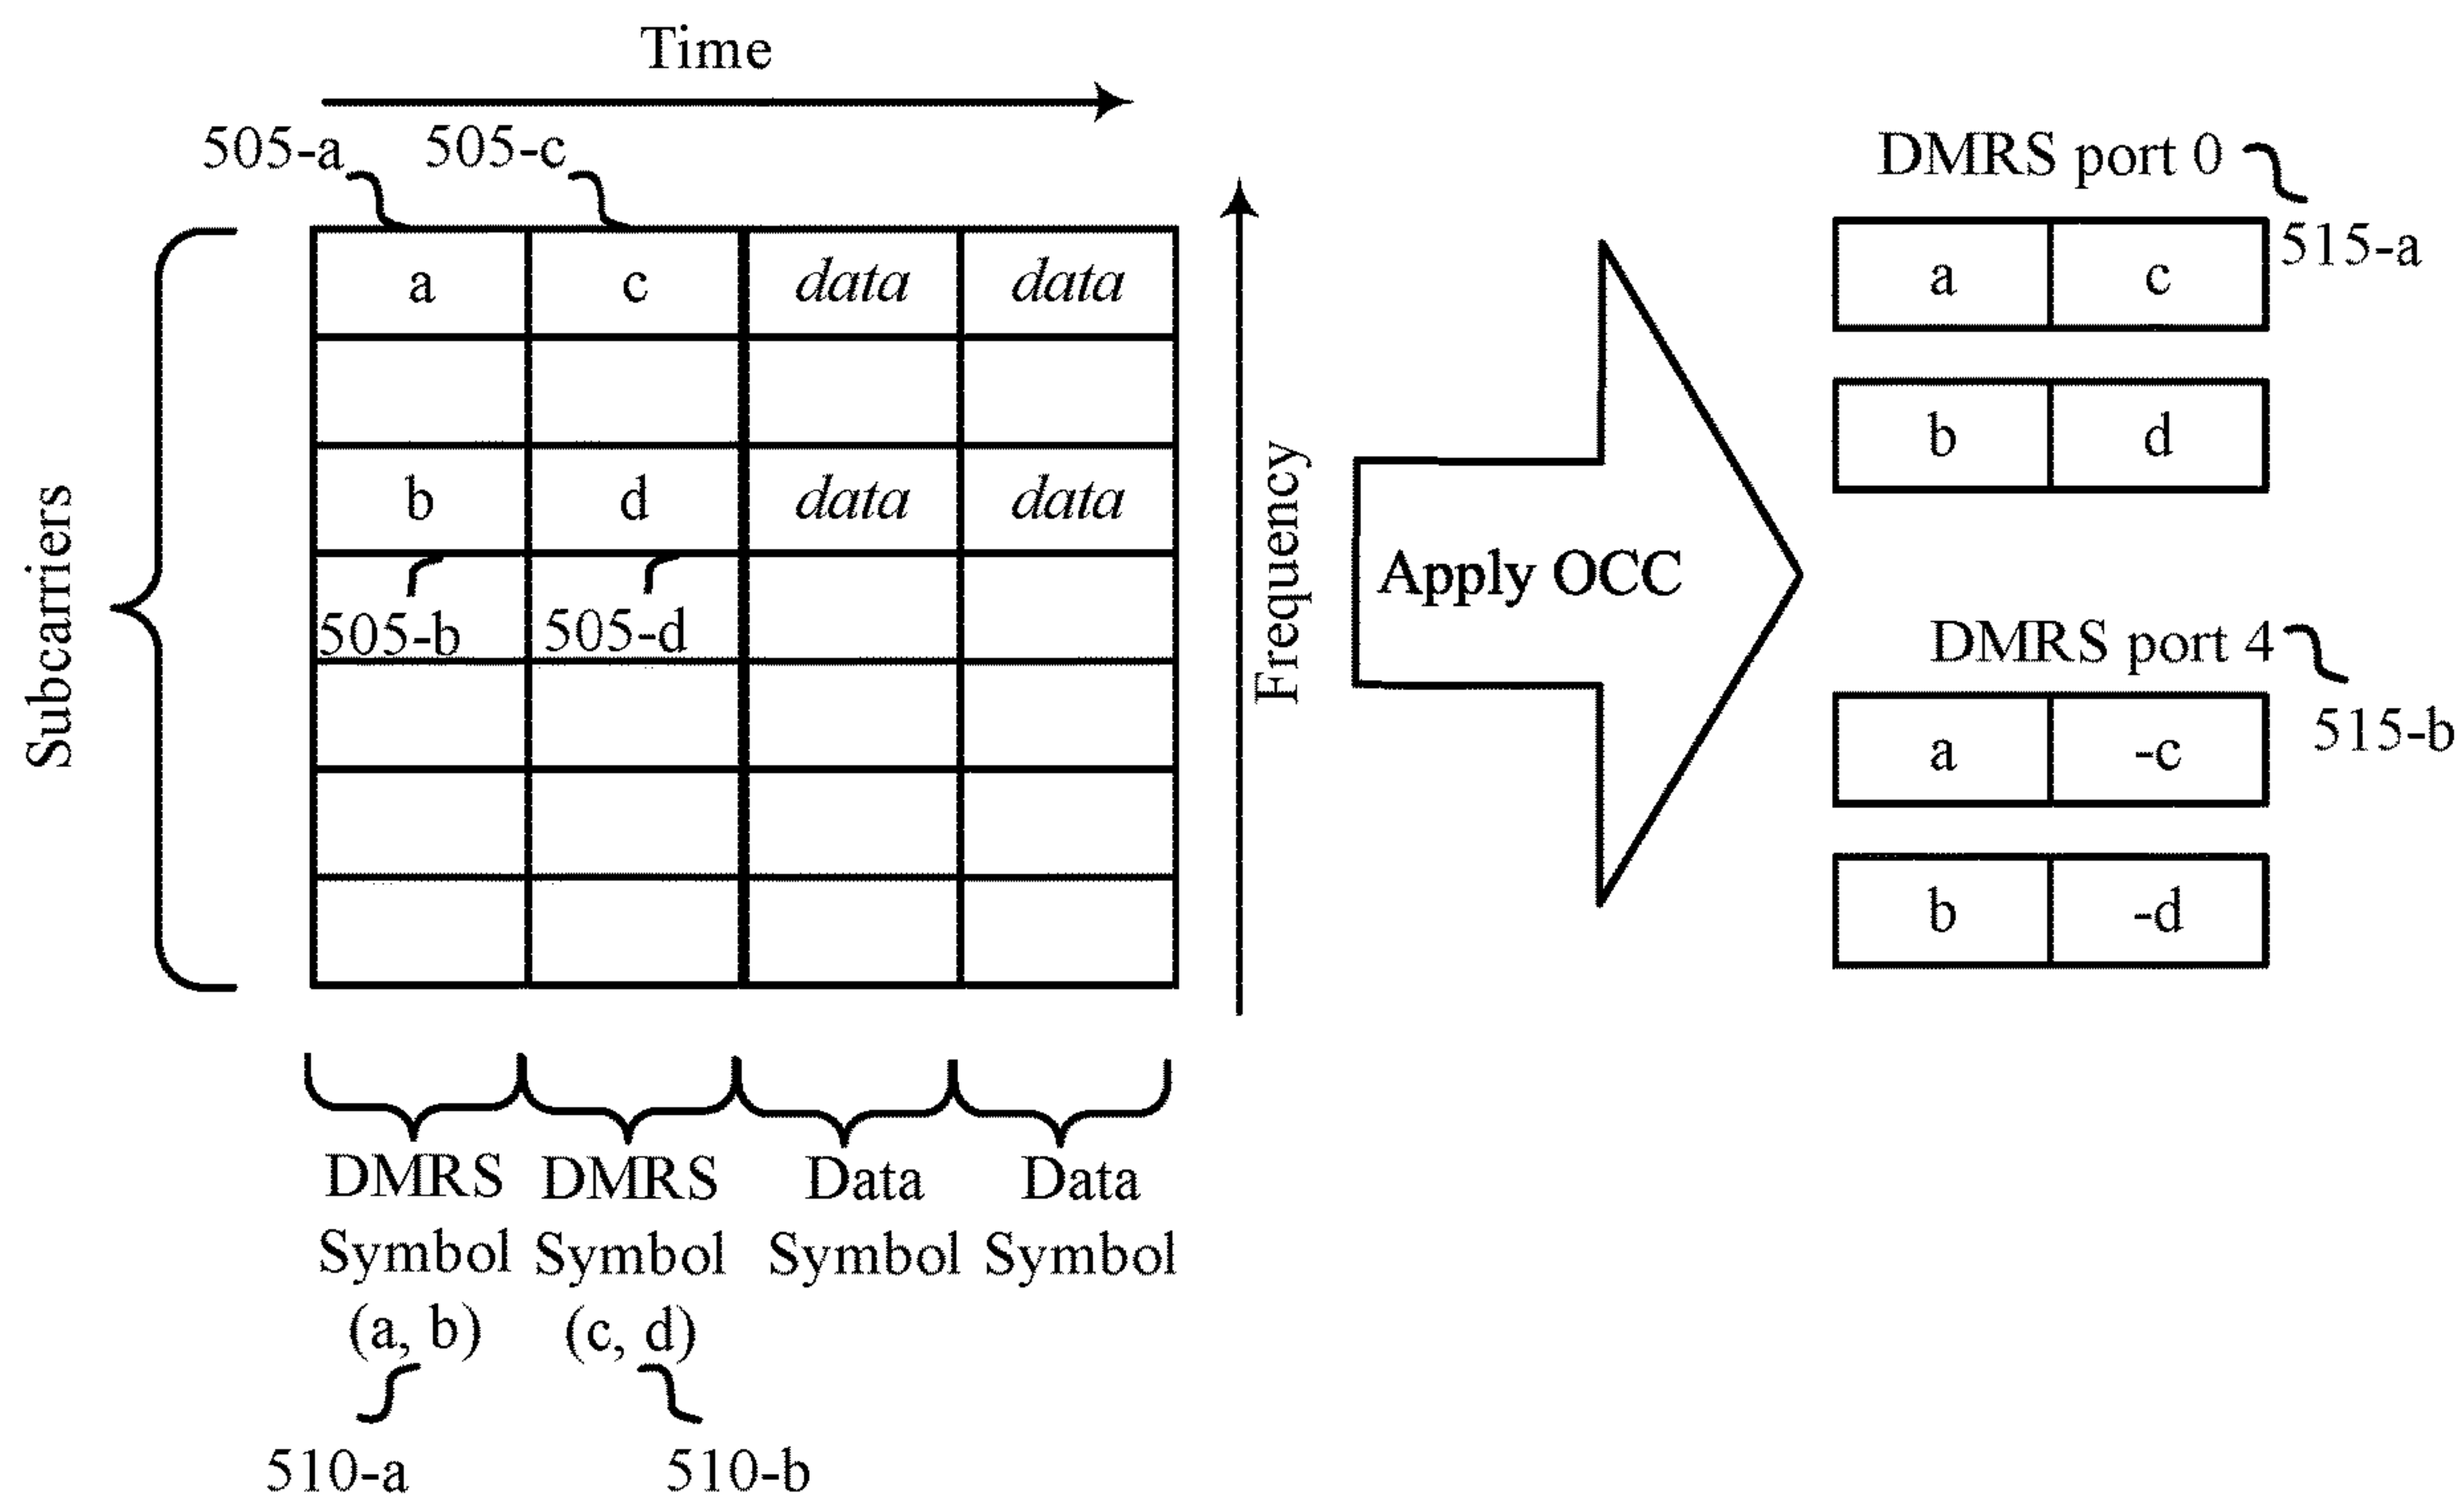 Time
505-a
505-c
a
c
data
data
b
d
data
data
505-b
505-d
Subcarriers
Frequency
Apply OCC
DMRS port 0
515-a
a
c
b
d
DMRS port 4
515-b
a
-c
b
-d
DMRS
Symbol
(a, b)
510-a
DMRS
Symbol
(c, d)
510-b
Data
Symbol
Data
Symbol